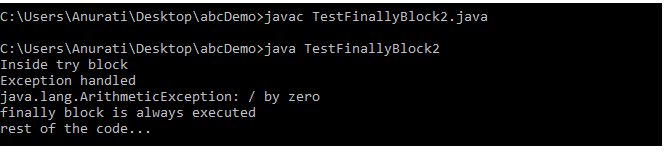 C:\Users\Anurati\Desktop\abcDemo>javac TestFinallyBlock2.java
C:\Users\Anurati\Desktop\abcDemo>java TestFinallyBlock2
Inside try block
Exception handled
java.lang.ArithmeticException: / by zero
finally block is always executed
rest of the code...